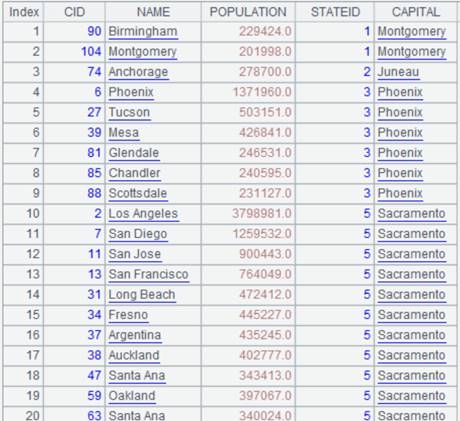 Index CID NAME POPULATION STATEID CAPITAL
1 90 Birmingham 229424.0 1 Montgomery
2 104 Montgomery 201998.0 1 Montgomery
3 74 Anchorage 278700.0 2 Juneau
4 6 Phoenix 1371960.0 3 Phoenix
5 27 Tucson 503151.0 3 Phoenix
6 39 Mesa 426841.0 3 Phoenix
7 81 Glendale 246531.0 3 Phoenix
8 85 Chandler 240595.0 3 Phoenix
9 88 Scottsdale 231127.0 3 Phoenix
10 2 Los Angeles 3798981.0 5 Sacramento
11 7 San Diego 1259532.0 5 Sacramento
12 11 San Jose 900443.0 5 Sacramento
13 13 San Francisco 764049.0 5 Sacramento
14 31 Long Beach 472412.0 5 Sacramento
15 34 Fresno 445227.0 5 Sacramento
16 37 Argentina 435245.0 5 Sacramento
17 38 Auckland 402777.0 5 Sacramento
18 47 Santa Ana 343413.0 5 Sacramento
19 59 Oakland 397067.0 5 Sacramento
20 63 Santa Ana 340024.0 5 Sacramento